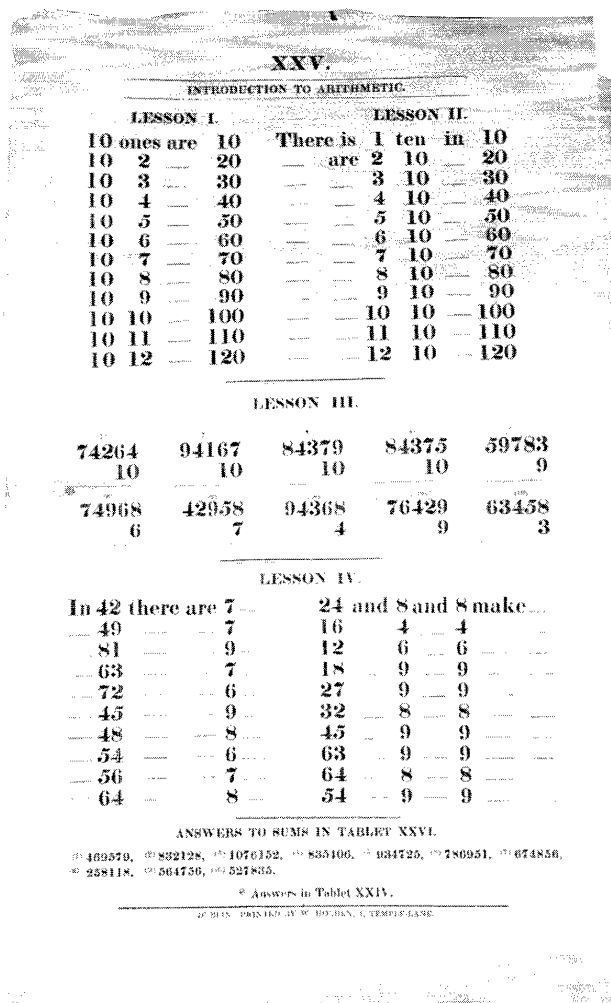 XXV.
INTRODUCTION TO ARITHMETIC.
LESSON I.
10 ones are 10
10 2 — 20
10 3 — 30
10 4 — 40
10 5 — 50
10 6 — 60
10 7 — 70
10 8 — 80
10 9 — 90
10 10 — 100
10 11 — 110
10 12 — 120
LESSON II.
There is 1 ten in 10
— are 2 10 — 20
— — 3 10 — 30
— — 4 10 — 40
— — 5 10 — 50
— — 6 10 — 60
— — 7 10 — 70
— — 8 10 — 80
— — 9 10 — 90
— — 10 10 — 100
— — 11 10 — 110
— — 12 10 — 120
LESSON III.
74264 94167 84379 84375 59783
10 10 10 10 9
74968 42958 94368 76429 63458
6 7 4 9 3
LESSON IV.
In 42 there are 7 —
— 49 — — 7
— 81 — — 9 —
— 63 — — 7
— 72 — — 6 —
— 45 — — 9
— 48 — — 8
— 54 — — 6 —
— 56 — — 7
— 64 — — 8
24 and 8 and 8 make —
16 — 4 — 4 —
12 — 6 — 6 — —
18 — 9 — 9 —
27 — 9 — 9 —
32 — 8 — 8 —
45 — 9 — 9 — —
63 — 9 — 9 — —
64 — 8 — 8 —
54 — 9 — 9 — —
ANSWERS TO SUMS IN TABLET XXVI.
469579, 832128, 1076152, 835406, 934725, 786951, 674856,
258118, 564756, 527835.
* Answers in Tablet XXIV.
PRINTED BY W. TEMPLE-LANE.